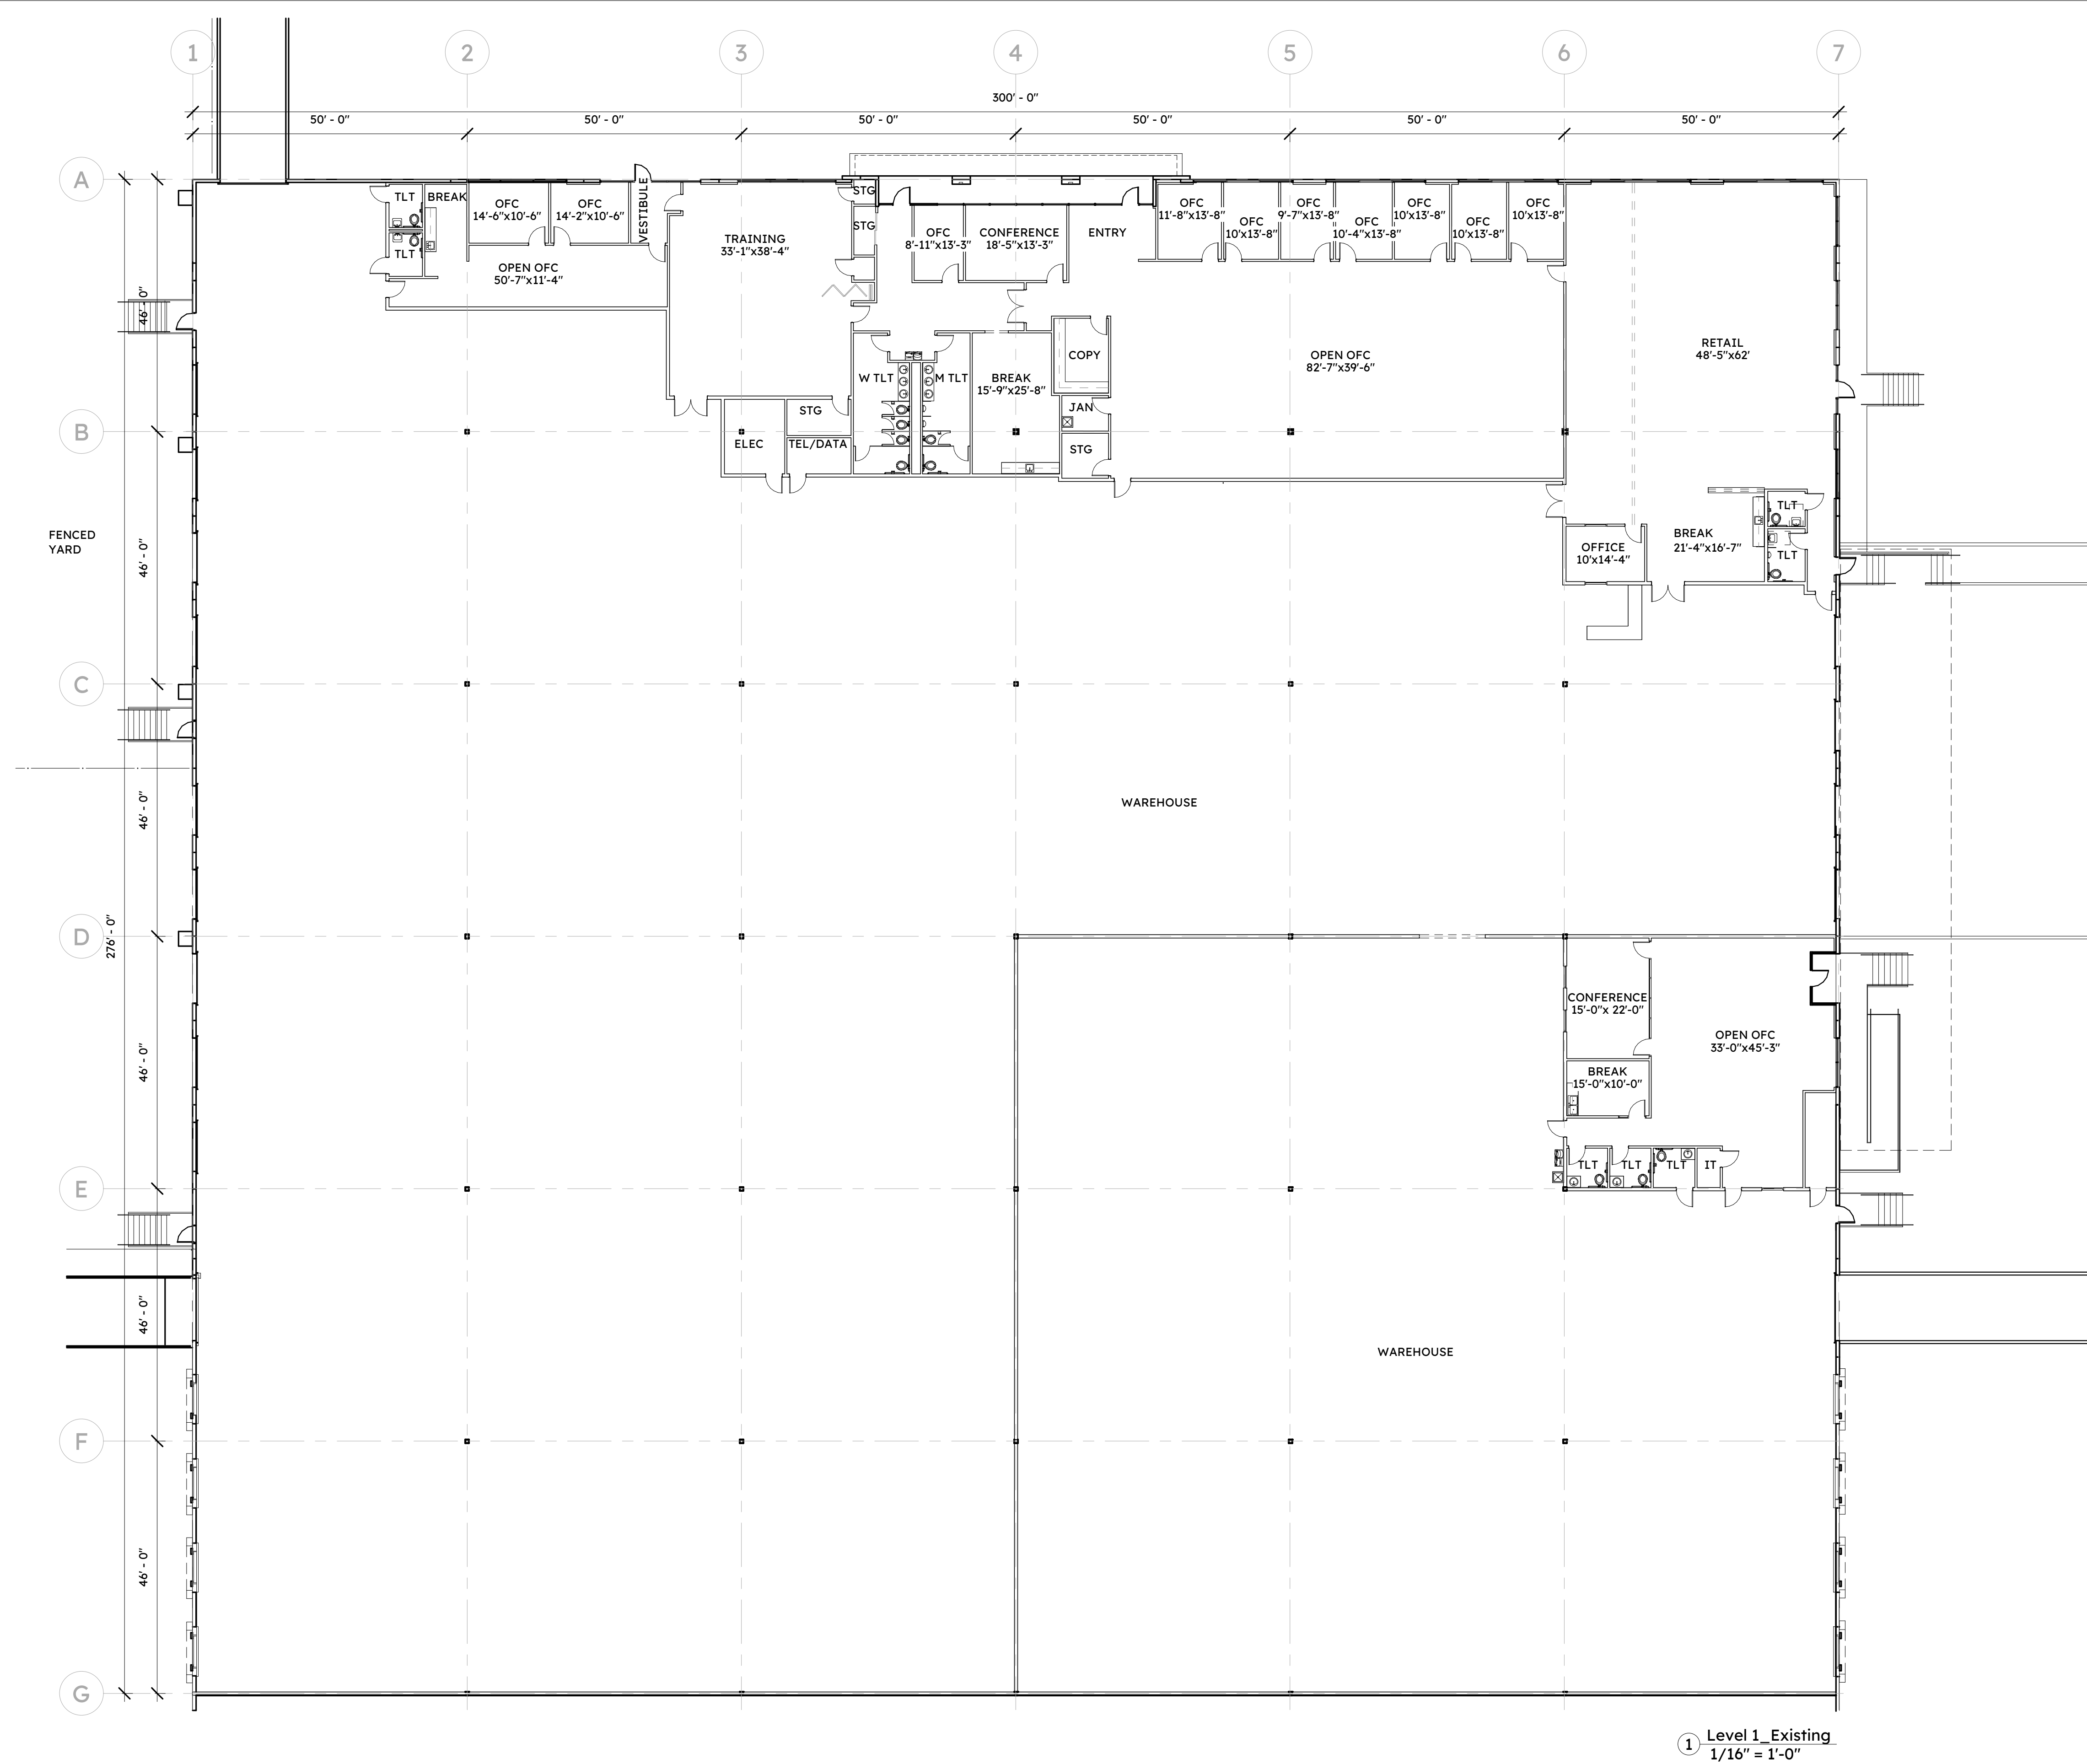 1 2 3 4 5 6 7
300' - 0"
50' - 0" 50' - 0" 50' - 0" 50' - 0" 50' - 0" 50' - 0"
A
TLT
BREAK
OFC
14'-6"x10'-6"
OFC
14'-2"x10'-6"
VESTIBULE
TLT
OPEN OFC
50'-7"x11'-4"
TRAINING
33'-1"x38'-4"
STG
STG
OFC
8'-11"x13'-3"
CONFERENCE
18'-5"x13'-3"
ENTRY
OFC
11'-8"x13'-8"
OFC
10'x13'-8"
OFC
9'-7"x13'-8"
OFC
10'-4"x13'-8"
OFC
10'x13'-8"
OFC
10'x13'-8"
OFC
10'x13'-8"
46' - 0"
RETAIL
48'-5"x62'
COPY
OPEN OFC
82'-7"x39'-6"
W TLT
M TLT
BREAK
15'-9"x25'-8"
STG
JAN
B
ELEC
TEL/DATA
STG
FENCED
YARD
46' - 0"
TLT
BREAK
21'-4"x16'-7"
OFFICE
10'x14'-4"
TLT
C
46' - 0"
WAREHOUSE
276' - 0"
D
CONFERENCE
15'-0"x 22'-0"
OPEN OFC
33'-0"x45'-3"
46' - 0"
BREAK
15'-0"x10'-0"
TLT
TLT
TLT
IT
E
46' - 0"
WAREHOUSE
F
46' - 0"
G
1 Level 1_Existing
1/16" = 1'-0"